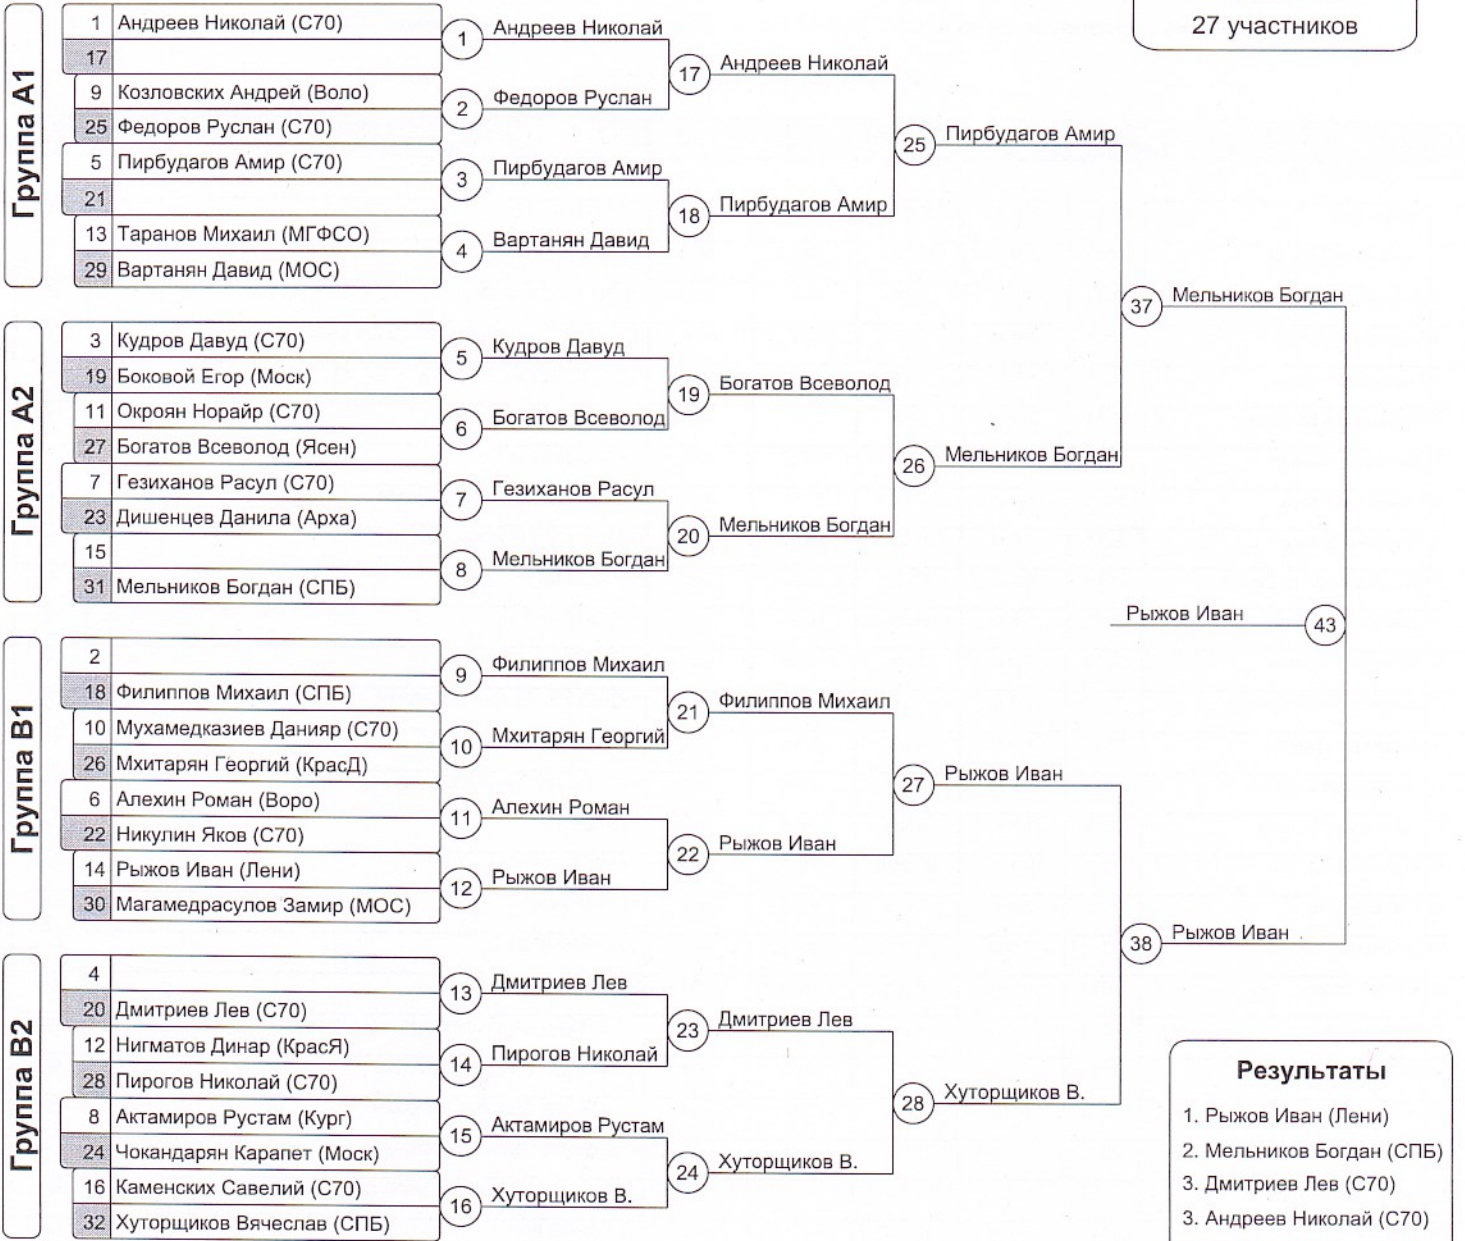 27 участников
Группа А1
1 Андреев Николай (С70)
17
9 Козловских Андрей (Воло)
25 Федоров Руслан (С70)
5 Пирбудагов Амир (С70)
21
13 Таранов Михаил (МГФСО)
29 Вартанян Давид (МОС)
1 Андреев Николай
2 Федоров Руслан
3 Пирбудагов Амир
4 Вартанян Давид
17 Андреев Николай
18 Пирбудагов Амир
25 Пирбудагов Амир
Группа А2
3 Кудров Давуд (С70)
19 Боковой Егор (Моск)
11 Окроян Норайр (С70)
27 Богатов Всеволод (Ясен)
7 Гезиханов Расул (С70)
23 Дишенцев Данила (Арха)
15
31 Мельников Богдан (СПБ)
5 Кудров Давуд
6 Богатов Всеволод
7 Гезиханов Расул
8 Мельников Богдан
19 Богатов Всеволод
20 Мельников Богдан
26 Мельников Богдан
37 Мельников Богдан
Группа В1
2
18 Филиппов Михаил (СПБ)
10 Мухамедказиев Данияр (С70)
26 Мхитарян Георгий (КрасД)
6 Алехин Роман (Воро)
22 Никулин Яков (С70)
14 Рыжов Иван (Лени)
30 Магамедрасулов Замир (МОС)
9 Филиппов Михаил
10 Мхитарян Георгий
11 Алехин Роман
12 Рыжов Иван
21 Филиппов Михаил
22 Рыжов Иван
27 Рыжов Иван
Группа В2
4
20 Дмитриев Лев (С70)
12 Нигматов Динар (КрасЯ)
28 Пирогов Николай (С70)
8 Актамиров Рустам (Кург)
24 Чокандарян Карапет (Моск)
16 Каменских Савелий (С70)
32 Хуторщиков Вячеслав (СПБ)
13 Дмитриев Лев
14 Пирогов Николай
15 Актамиров Рустам
16 Хуторщиков В.
23 Дмитриев Лев
24 Хуторщиков В.
28 Хуторщиков В.
38 Рыжов Иван
Рыжов Иван 43
Результаты
1. Рыжов Иван (Лени)
2. Мельников Богдан (СПБ)
3. Дмитриев Лев (С70)
3. Андреев Николай (С70)